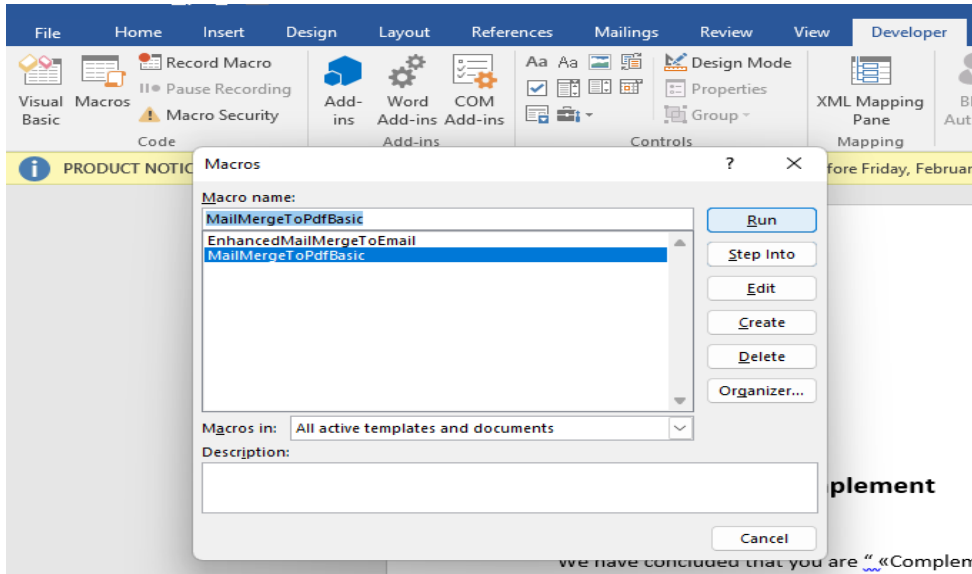 File Home Insert Design Layout References Mailings Review View Developer
Visual Basic
Macros
Record Macro
Pause Recording
Macro Security
Code
Add-ins
Word Add-ins
COM Add-ins
Add-ins
Aa Aa
Design Mode
Properties
Group
Controls
XML Mapping Pane
Mapping
PRODUCT NOTIC
fore Friday, Februar
Macros ?
Macro name:
MailMergeToPdfBasic
EnhancedMailMergeToEmail
MailMergeToPdfBasic
Run
Step Into
Edit
Create
Delete
Organizer...
Macros in: All active templates and documents
Description:
Cancel
plement
We have concluded that you are “ «Complem